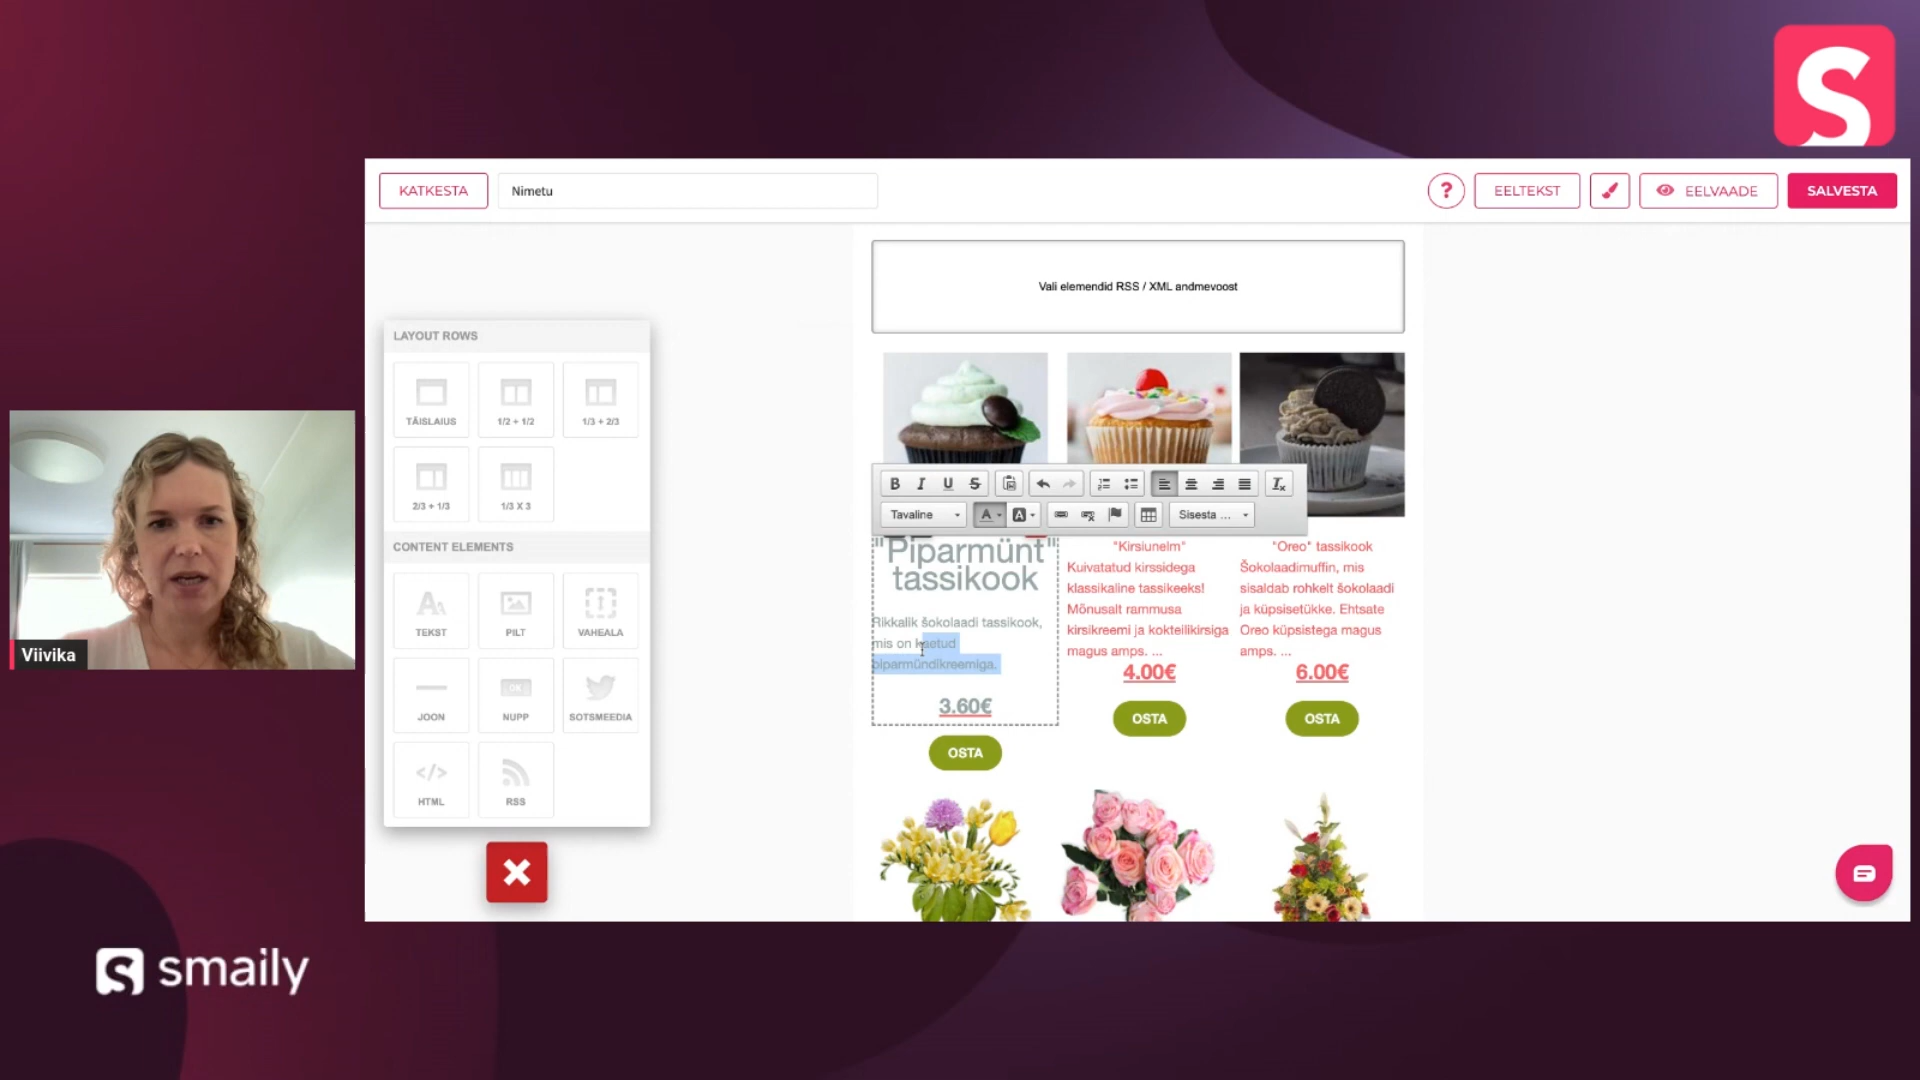 S
KATKESTA
Nimetu
?
EELTEKST
EELVAADE
SALVESTA
Vali elemendid RSS / XML andmevoost
LAYOUT ROWS
TÄISLAIUS
1/2 + 1/2
1/3 + 2/3
2/3 + 1/3
1/3 X 3
CONTENT ELEMENTS
TEKST
PILT
VAHEALA
JOON
OK
NUPP
SOTSMEEDIA
</>
HTML
RSS
B I U S
Tavaline
A
A
Sisesta ...
"Piparmünt"
tassikook
Rikkalik šokolaadi tassikook,
mis on kaetud
piparmündikreemiga.
3.60€
OSTA
"Kirsiunelm"
Kuivatatud kirssidega
klassikaline tassikeeks!
Mõnusalt rammusa
kirsikreemi ja kokteilikirsiga
magus amps. ...
4.00€
OSTA
"Oreo" tassikook
Šokolaadimuffin, mis
sisaldab rohkelt šokolaadi
ja küpsisetükke. Ehtsate
Oreo küpsistega magus
amps. ...
6.00€
OSTA
Viivika
smaily